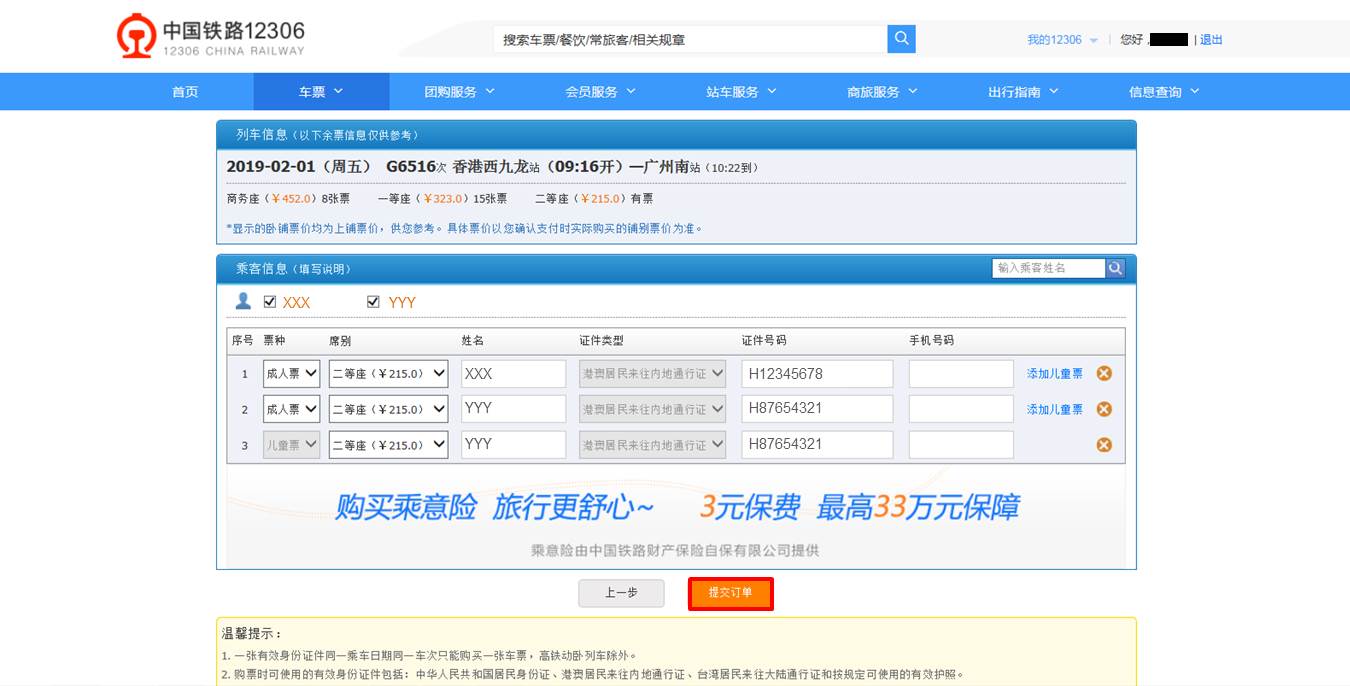 中国铁路12306
12306 CHINA RAILWAY
搜索车票/餐饮/常旅客/相关规章
我的12306 | 您好, | 退出
首页 车票 团购服务 会员服务 站车服务 商旅服务 出行指南 信息查询
列车信息（以下余票信息仅供参考）
2019-02-01（周五） G6516次 香港西九龙站（09:16开）—广州南站（10:22到）
商务座（￥452.0）8张票 一等座（￥323.0）15张票 二等座（￥215.0）有票
*显示的卧铺票价均为上铺票价，供您参考。具体票价以您确认支付时实际购买的铺别票价为准。
乘客信息（填写说明） 输入乘客姓名
XXX YYY
序号 票种 席别 姓名 证件类型 证件号码 手机号码
1 成人票 二等座（￥215.0） XXX 港澳居民来往内地通行证 H12345678 添加儿童票
2 成人票 二等座（￥215.0） YYY 港澳居民来往内地通行证 H87654321 添加儿童票
3 儿童票 二等座（￥215.0） YYY 港澳居民来往内地通行证 H87654321
购买乘意险 旅行更舒心~ 3元保费 最高33万元保障
乘意险由中国铁路财产保险自保有限公司提供
上一步 提交订单
温馨提示：
1. 一张有效身份证件同一乘车日期同一车次只能购买一张车票，高铁动卧列车除外。
2. 购票时可使用的有效身份证件包括：中华人民共和国居民身份证、港澳居民来往内地通行证、台湾居民来往大陆通行证和按规定可使用的有效护照。